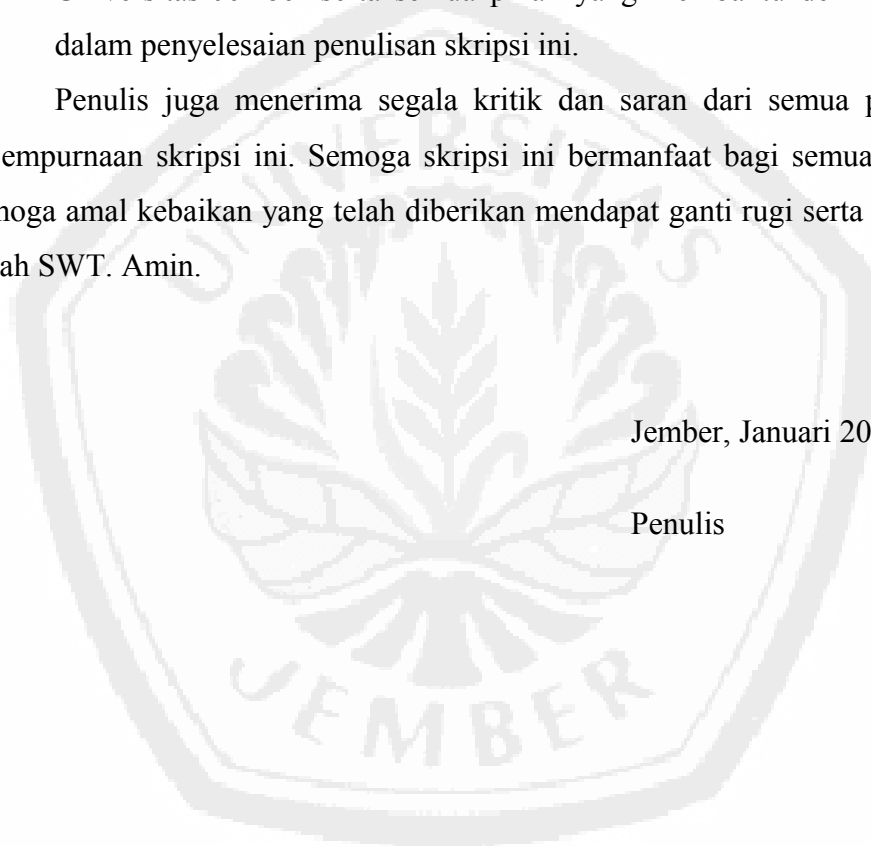 dalam penyelesaian penulisan skripsi ini.
Penulis juga menerima segala kritik dan saran dari semua
empurnaan skripsi ini. Semoga skripsi ini bermanfaat bagi semua
noga amal kebaikan yang telah diberikan mendapat ganti rugi serta
ah SWT. Amin.
UNIVERSITAS
Jember, Januari 20
Penulis
JEMBER